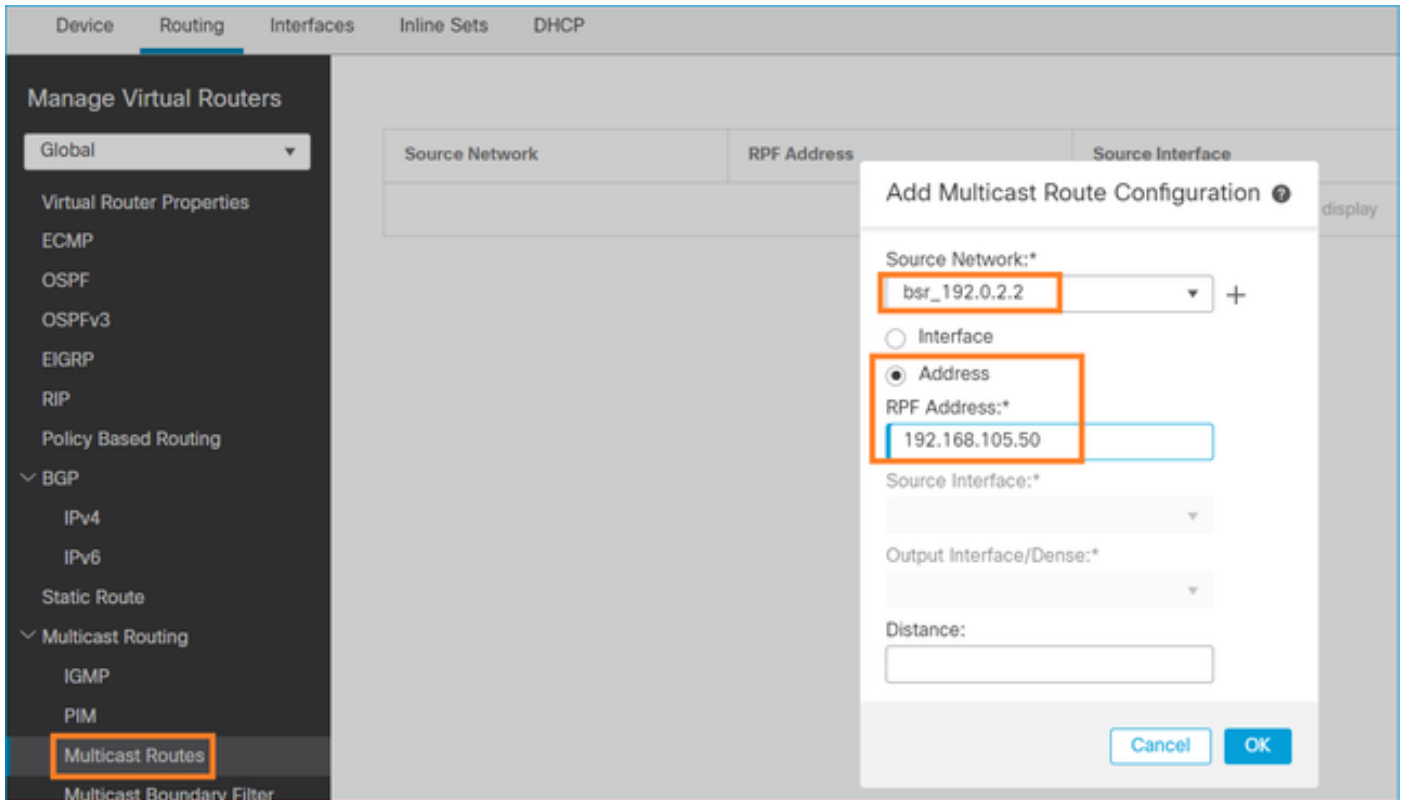 Device Routing Interfaces Inline Sets DHCP
Manage Virtual Routers
Global
Virtual Router Properties
ECMP
OSPF
OSPFv3
EIGRP
RIP
Policy Based Routing
BGP
IPv4
IPv6
Static Route
Multicast Routing
IGMP
PIM
Multicast Routes
Multicast Boundary Filter
Source Network RPF Address Source Interface
display
Add Multicast Route Configuration
Source Network:*
bsr_192.0.2.2
Interface
Address
RPF Address:*
192.168.105.50
Source Interface:*
Output Interface/Dense:*
Distance:
Cancel OK